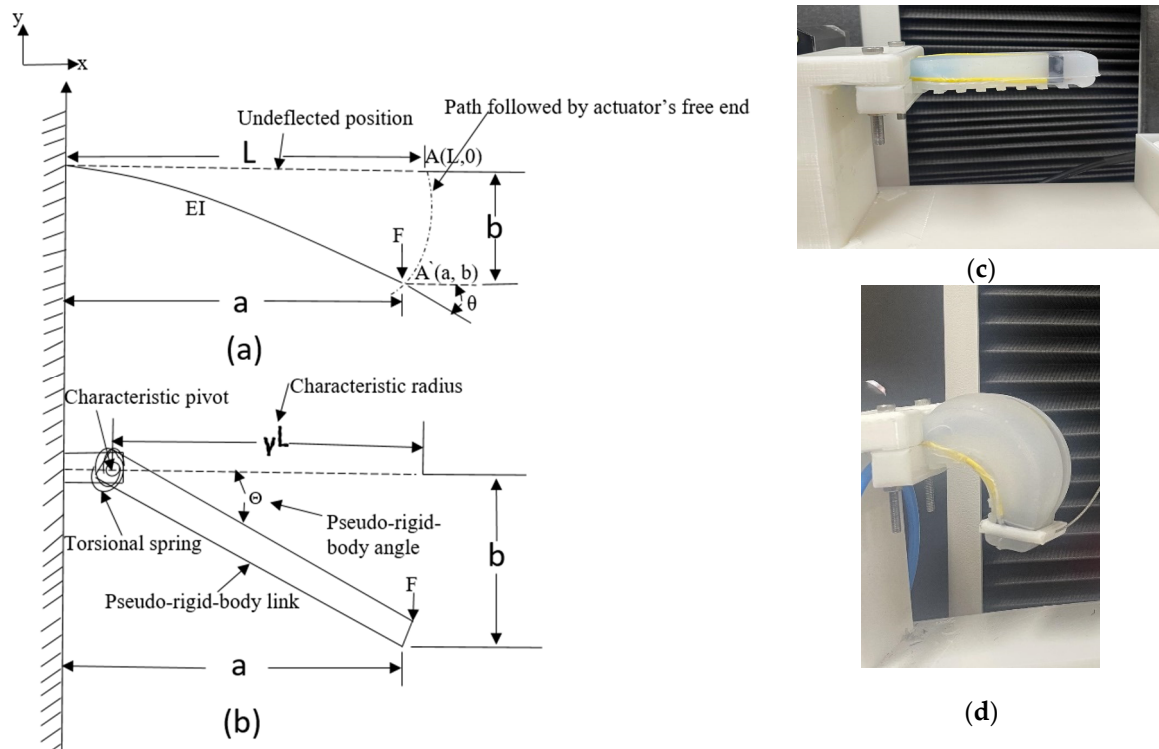 y
x
Undeflected position
Path followed by actuator's free end
L
A(L,0)
EI
b
F
A`(a, b)
θ
a
(a)
Characteristic radius
Characteristic pivot
γL
Θ
Pseudo-rigid-
body angle
Torsional spring
b
F
Pseudo-rigid-body link
a
(b)
(c)
(d)